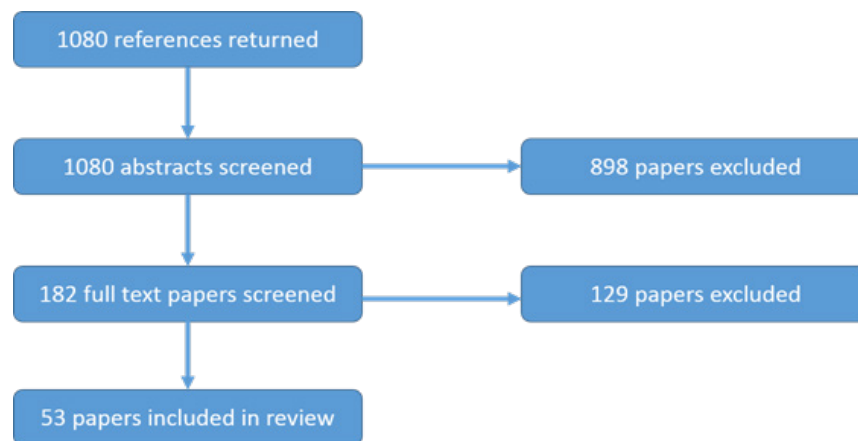 1080 references returned
1080 abstracts screened
898 papers excluded
182 full text papers screened
129 papers excluded
53 papers included in review